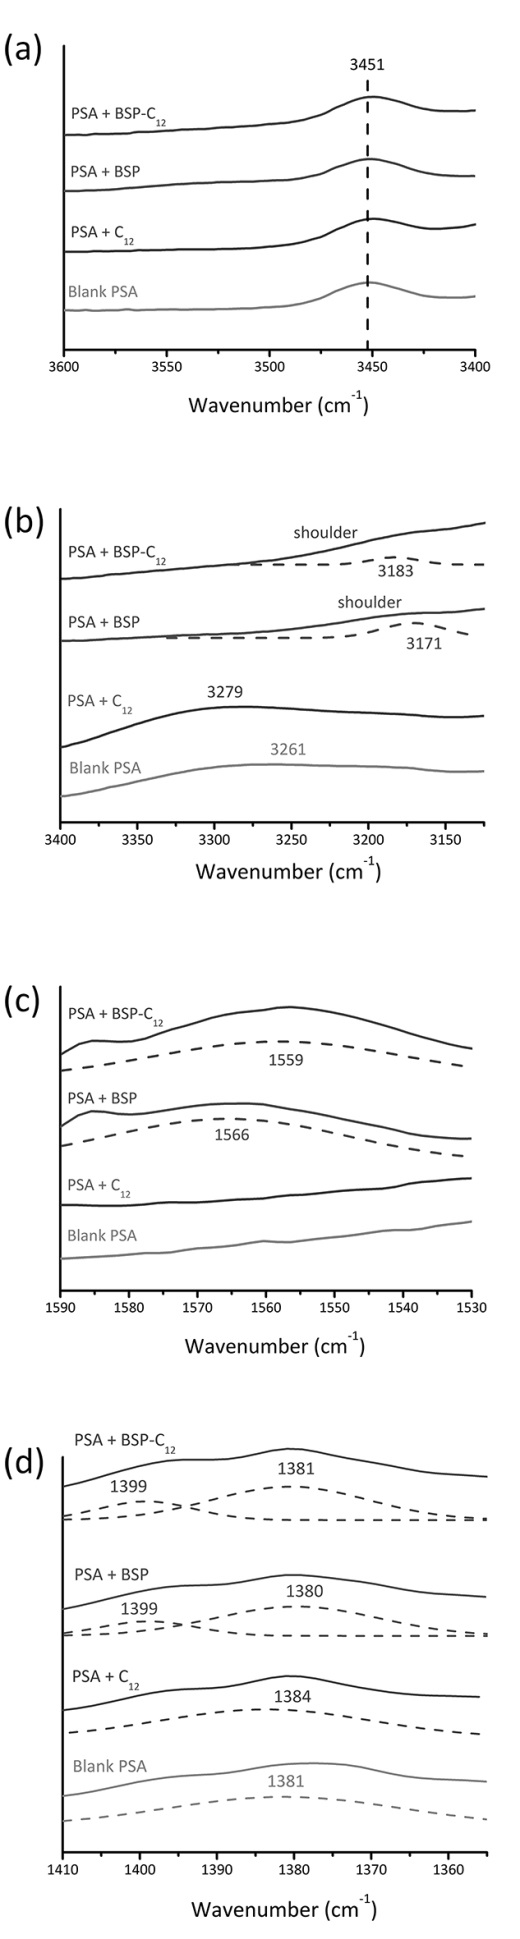 (a)
3451
PSA + BSP-C12
PSA + BSP
PSA + C12
Blank PSA
3600 3550 3500 3450 3400
Wavenumber (cm-1)
(b)
shoulder
PSA + BSP-C12
3183
shoulder
PSA + BSP
3171
3279
PSA + C12
3261
Blank PSA
3400 3350 3300 3250 3200 3150
Wavenumber (cm-1)
(c)
PSA + BSP-C12
1559
PSA + BSP
1566
PSA + C12
Blank PSA
1590 1580 1570 1560 1550 1540 1530
Wavenumber (cm-1)
PSA + BSP-C12
(d)
1381
1399
PSA + BSP
1380
1399
PSA + C12
1384
Blank PSA
1381
1410 1400 1390 1380 1370 1360
Wavenumber (cm-1)